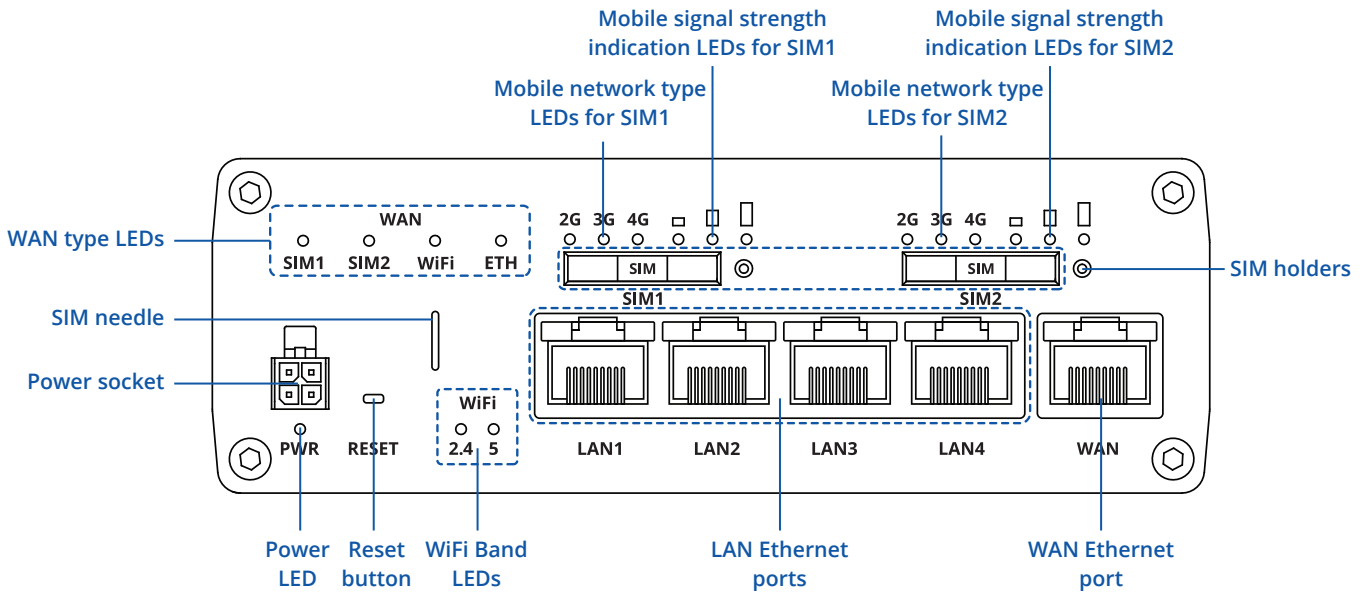 Mobile signal strength
indication LEDs for SIM1
Mobile signal strength
indication LEDs for SIM2
Mobile network type
LEDs for SIM1
Mobile network type
LEDs for SIM2
WAN type LEDs
WAN
SIM1 SIM2 WiFi ETH
2G 3G 4G
SIM
SIM1
2G 3G 4G
SIM
SIM2
SIM holders
SIM needle
Power socket
PWR
RESET
WiFi
2.4 5
LAN1
LAN2
LAN3
LAN4
WAN
Power
LED
Reset
button
WiFi Band
LEDs
LAN Ethernet
ports
WAN Ethernet
port